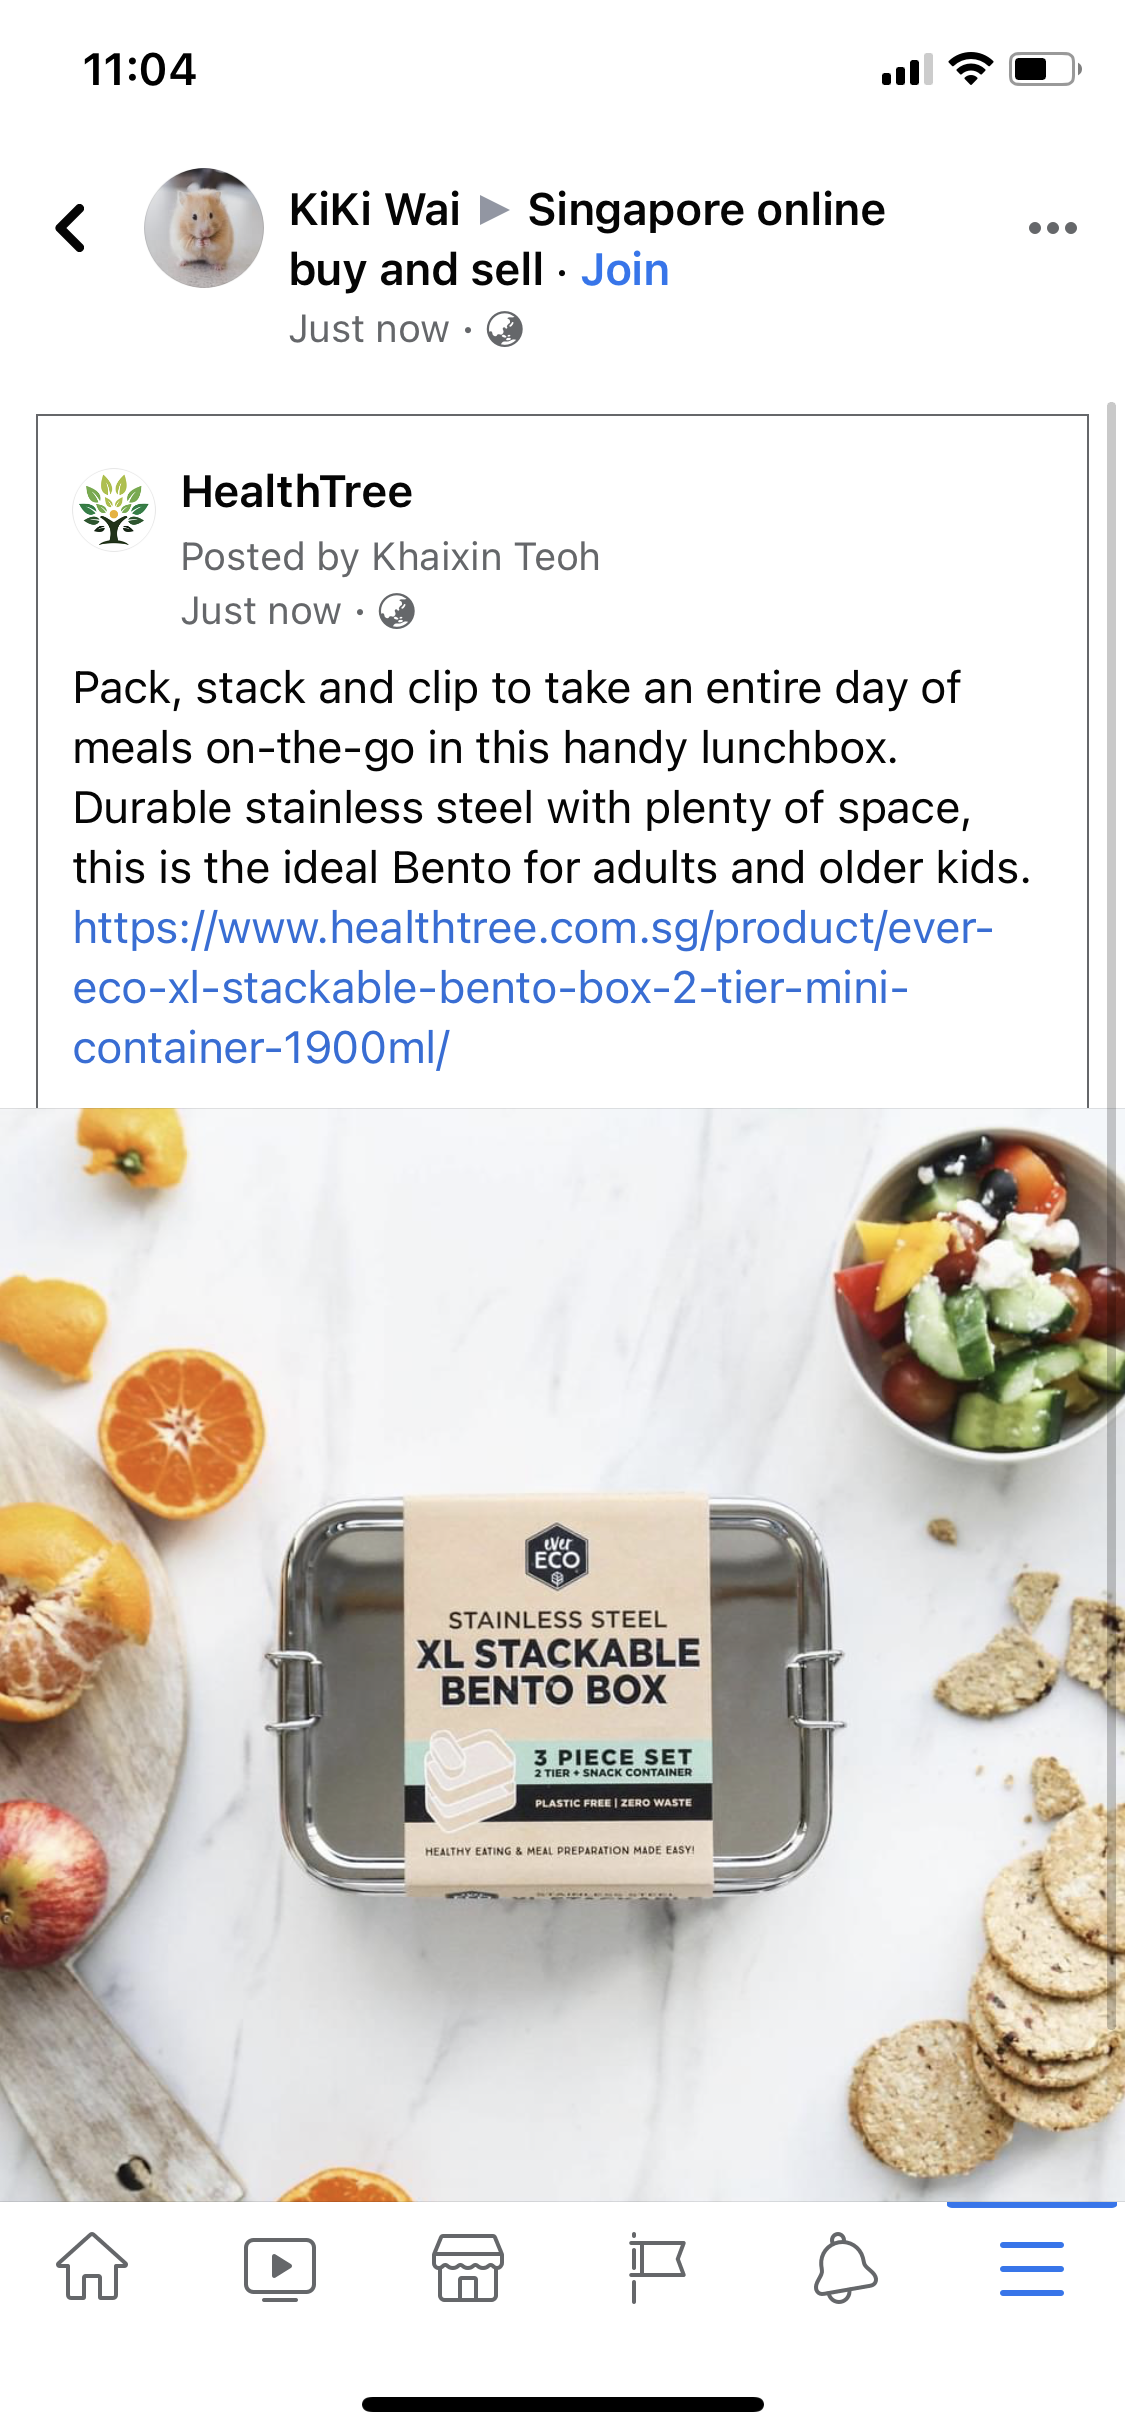 11:04
KiKi Wai ▶ Singapore online
buy and sell · Join
Just now ·
HealthTree
Posted by Khaixin Teoh
Just now ·
Pack, stack and clip to take an entire day of
meals on-the-go in this handy lunchbox.
Durable stainless steel with plenty of space,
this is the ideal Bento for adults and older kids.
https://www.healthtree.com.sg/product/ever-
eco-xl-stackable-bento-box-2-tier-mini-
container-1900ml/
ever
ECO
STAINLESS STEEL
XL STACKABLE
BENTO BOX
3 PIECE SET
2 TIER + SNACK CONTAINER
PLASTIC FREE | ZERO WASTE
HEALTHY EATING & MEAL PREPARATION MADE EASY!